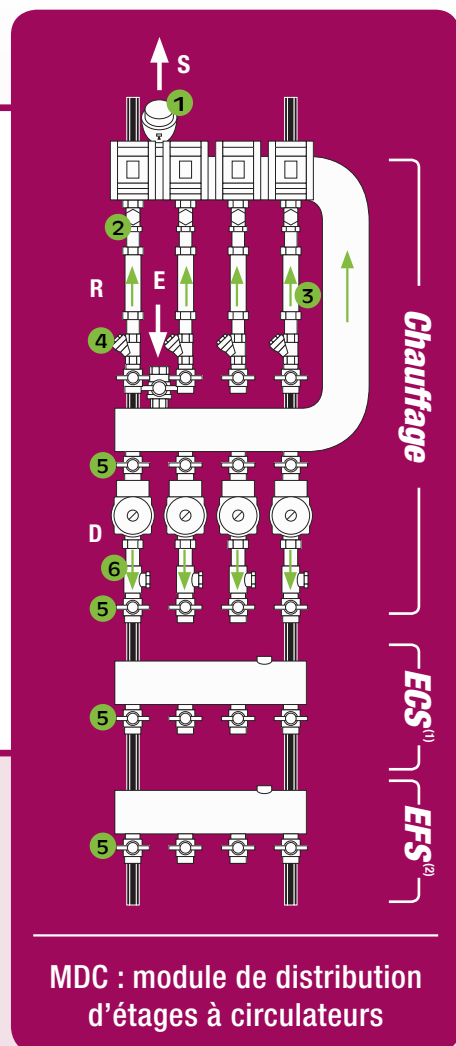 S
1
2
R
E
3
4
5
D
6
5
5
5
Chauffage
ECS(1)
EFS(2)
MDC : module de distribution
d'étages à circulateurs